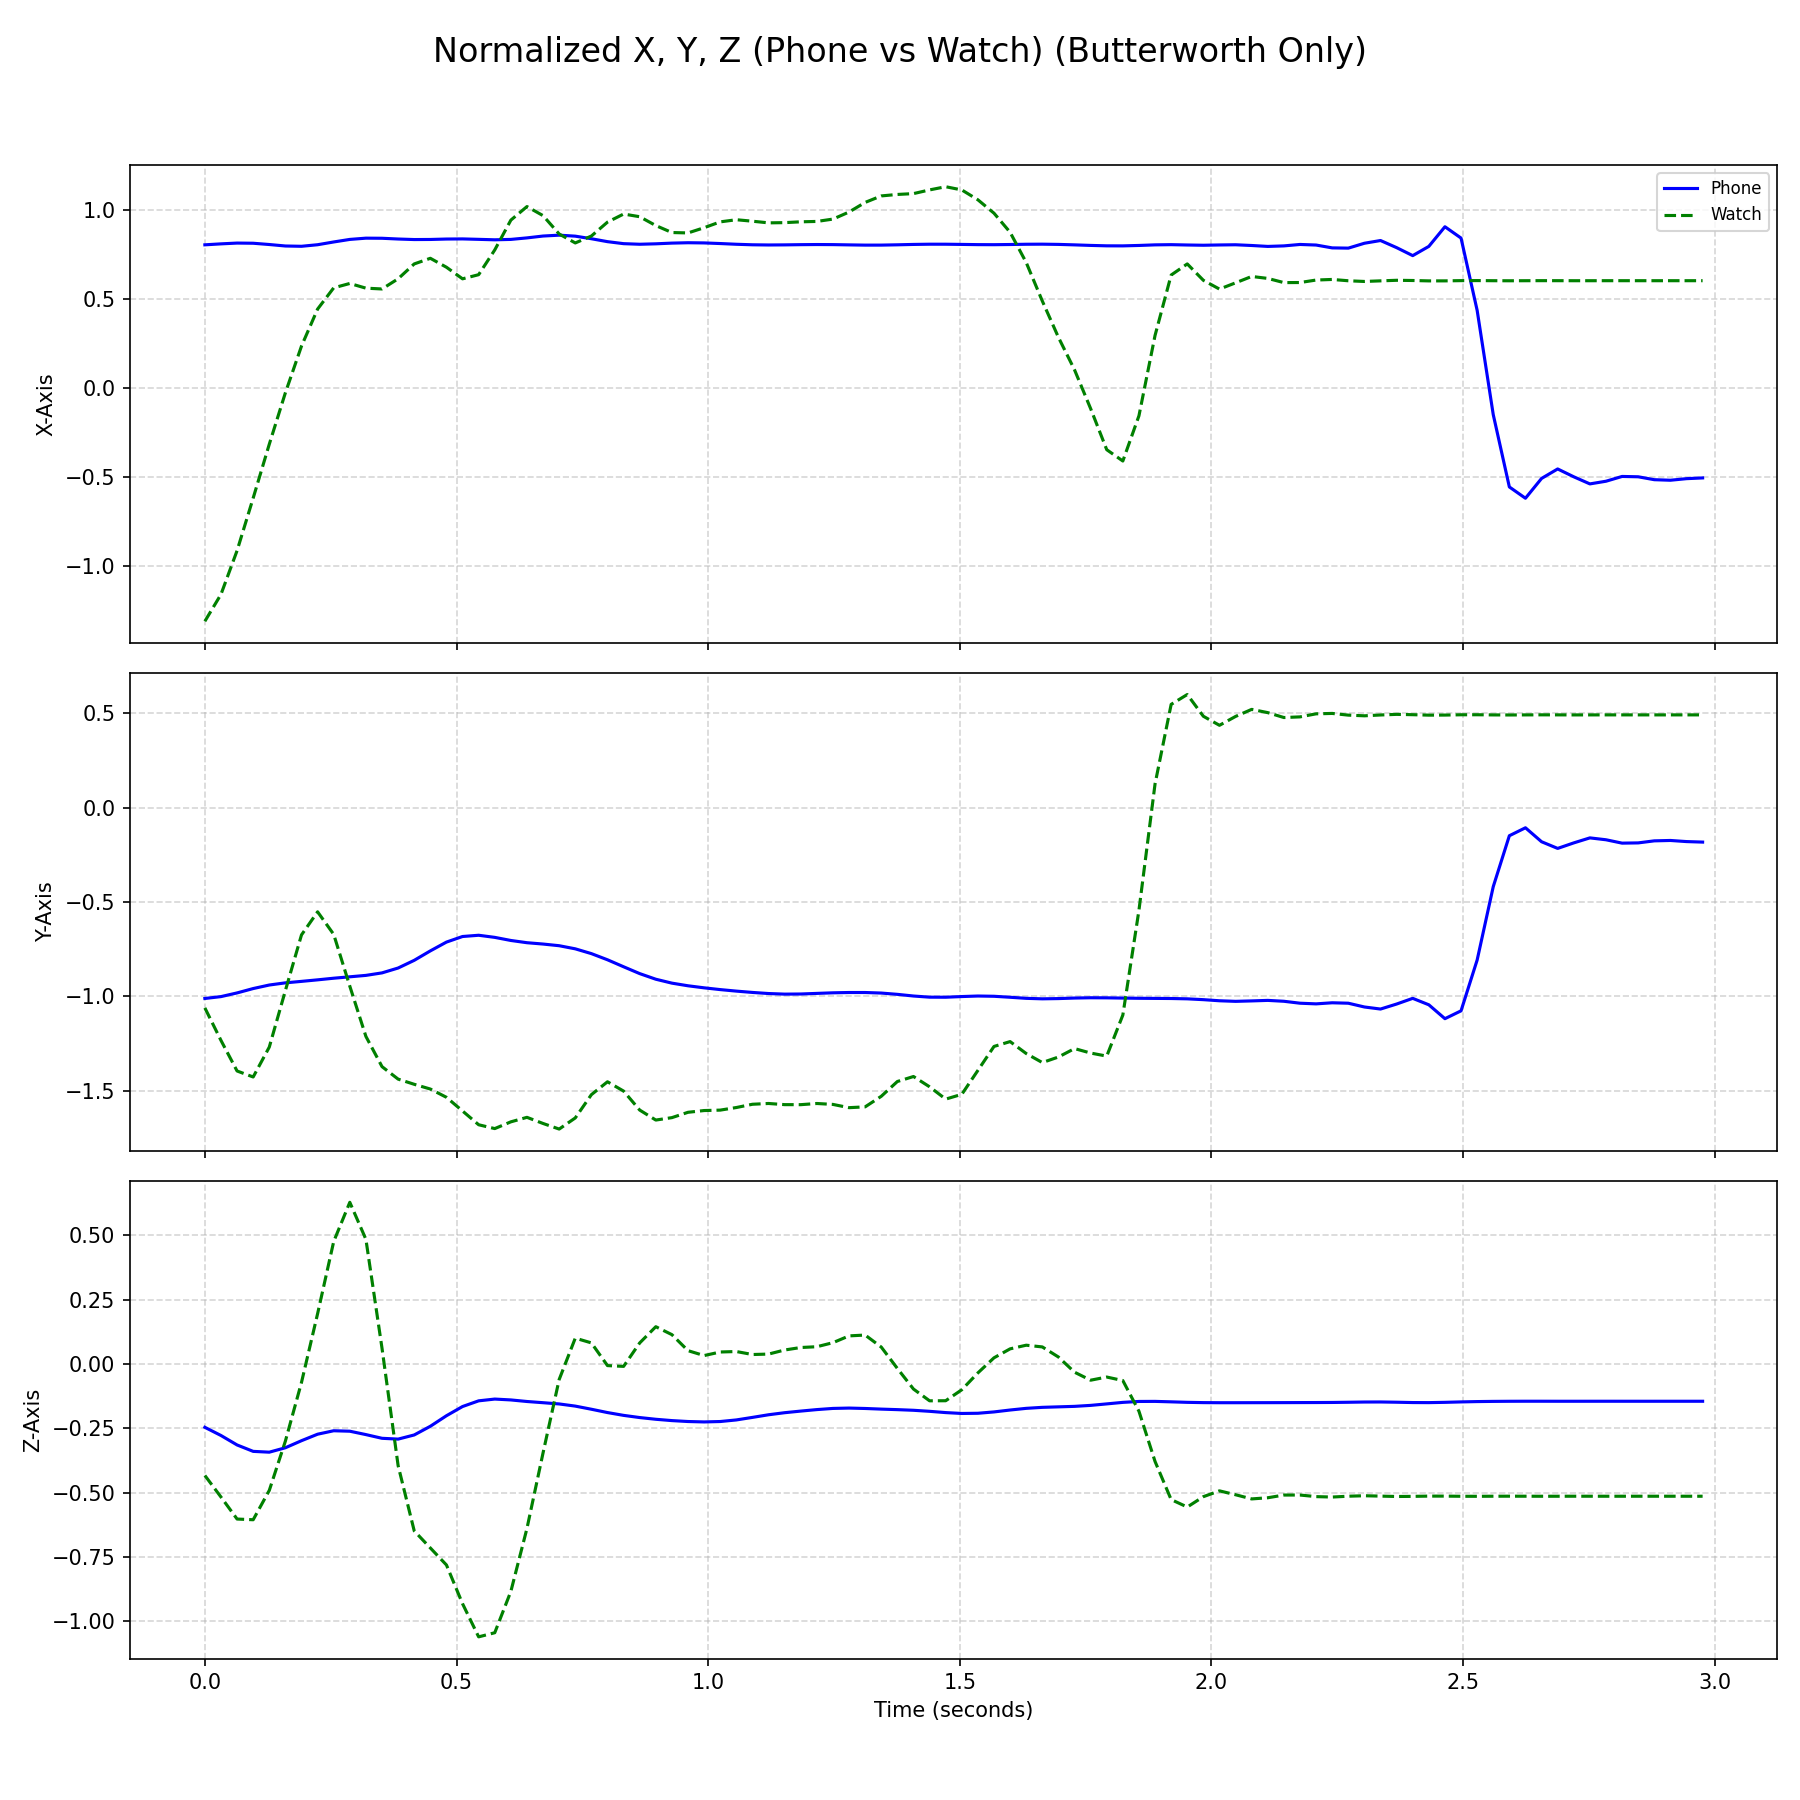 Normalized X, Y, Z (Phone vs Watch) (Butterworth Only)
Phone
Watch
1.0
0.5
0.0
−0.5
−1.0
X-Axis
0.5
0.0
−0.5
−1.0
−1.5
Y-Axis
0.50
0.25
0.00
−0.25
−0.50
−0.75
−1.00
Z-Axis
0.0 0.5 1.0 1.5 2.0 2.5 3.0
Time (seconds)